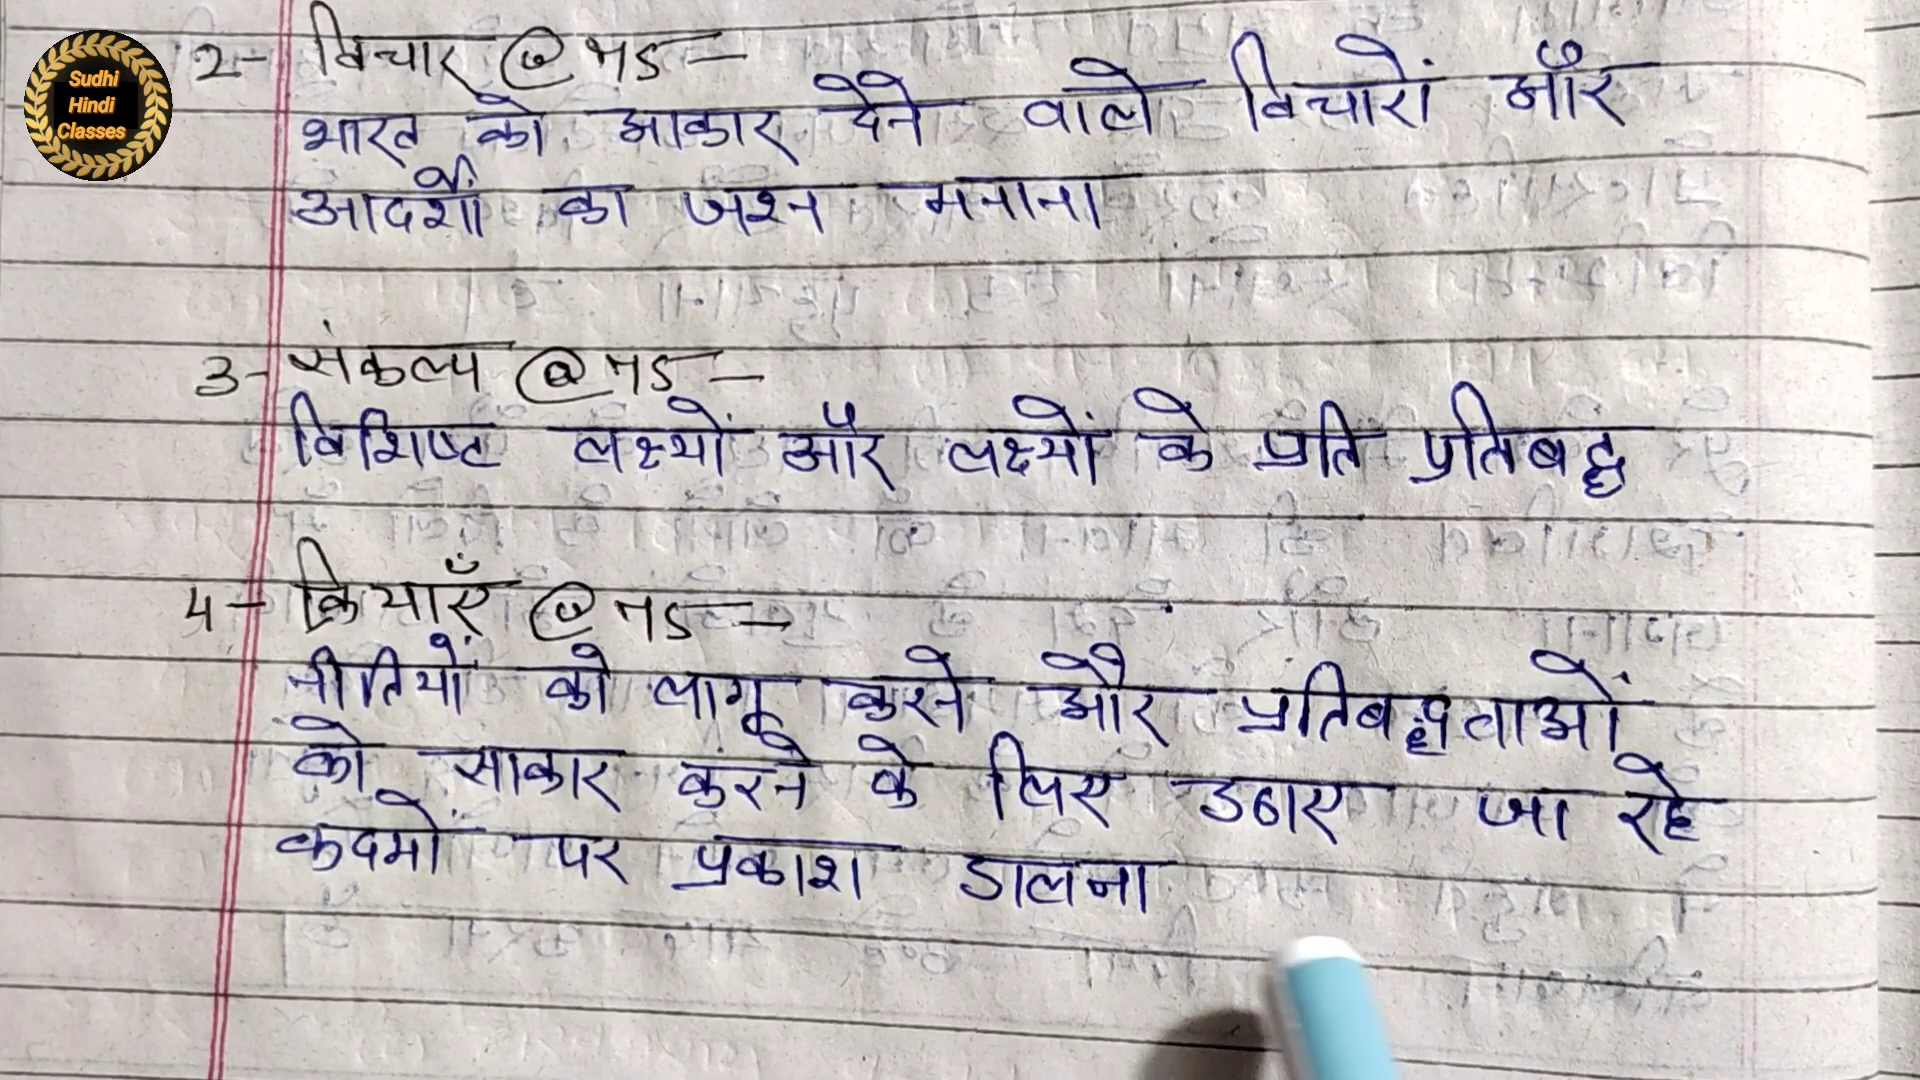 Sudhi
Hindi
Classes
2- विचार @ 75 —
भारत को आकार देने वाले विचारों और
आदर्शों का जश्न मनाना
3- संकल्प @ 75 —
विशिष्ट लक्ष्यों और लक्ष्यों के प्रति प्रतिबद्ध
4- क्रियाएँ @ 75 —
नीतियों को लागू करने और प्रतिबद्धताओं
को साकार करने के लिए उठाए जा रहे
कदमों पर प्रकाश डालना